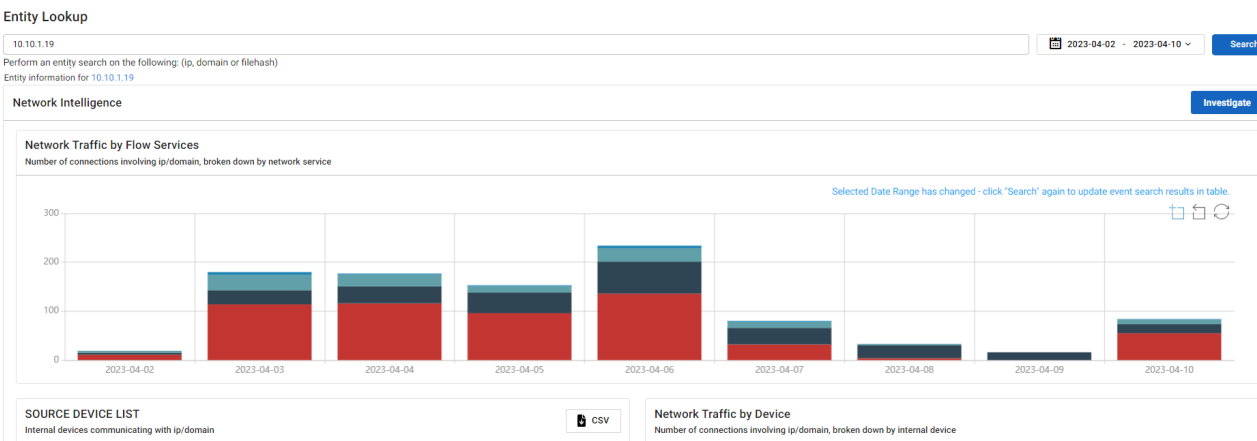 Entity Lookup
10.10.1.19
2023-04-02 - 2023-04-10
Search
Perform an entity search on the following: (ip, domain or filehash)
Entity information for 10.10.1.19
Network Intelligence
Investigate
Network Traffic by Flow Services
Number of connections involving ip/domain, broken down by network service
Selected Date Range has changed - click "Search" again to update event search results in table.
300
200
100
0
2023-04-02 2023-04-03 2023-04-04 2023-04-05 2023-04-06 2023-04-07 2023-04-08 2023-04-09 2023-04-10
SOURCE DEVICE LIST
Internal devices communicating with ip/domain
CSV
Network Traffic by Device
Number of connections involving ip/domain, broken down by internal device